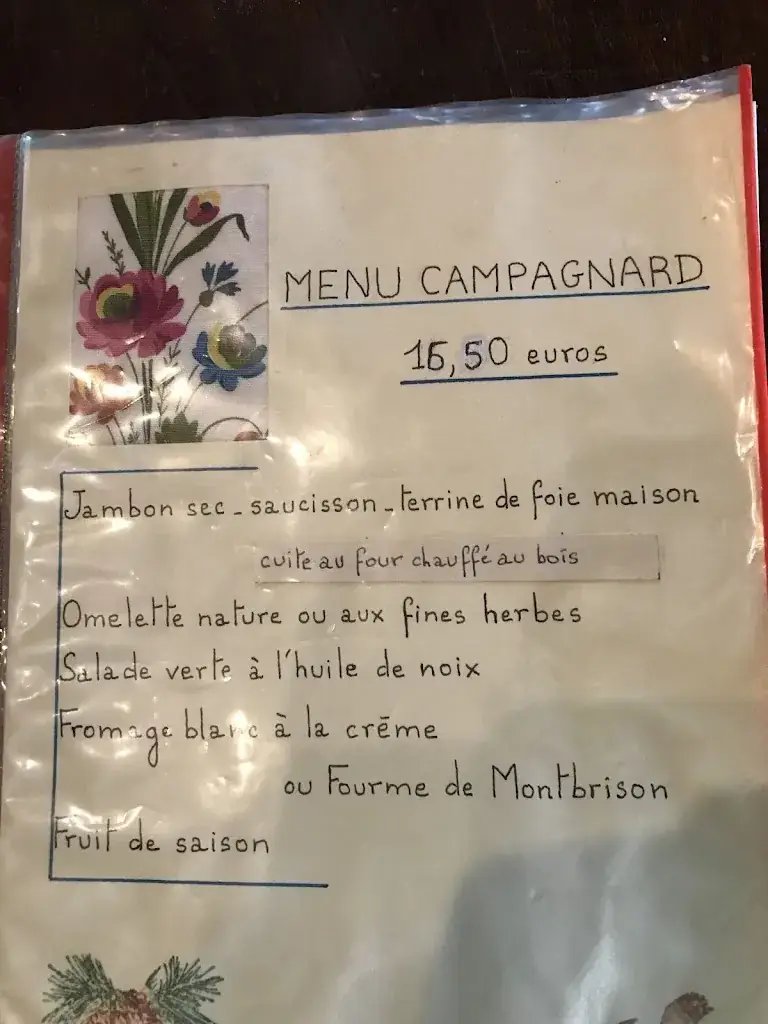 MENU CAMPAGNARD
16,50 euros
Jambon sec - saucisson - terrine de foie maison
cuite au four chauffé au bois
Omelette nature ou aux fines herbes
Salade verte à l'huile de noix
Fromage blanc à la crēme
ou Fourme de Montbrison
Fruit de saison